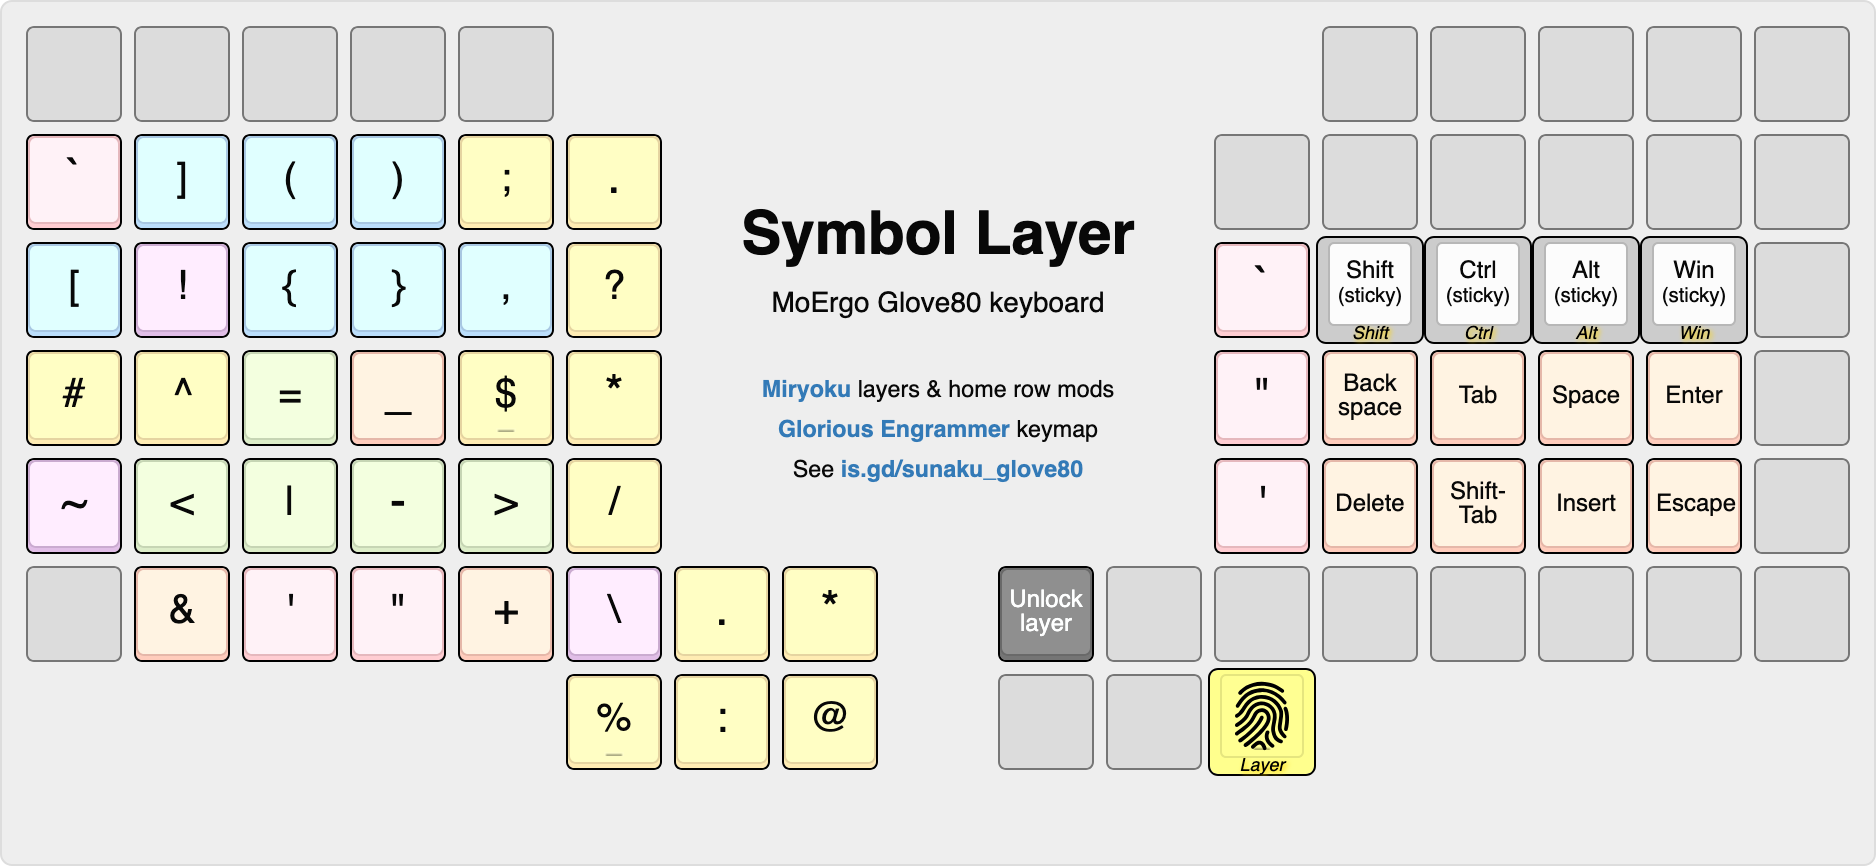 ` ] ( ) ; .
Symbol Layer
[ ! { } , ?
MoErgo Glove80 keyboard
` Shift (sticky) Shift Ctrl (sticky) Ctrl Alt (sticky) Alt Win (sticky) Win
# ^ = _ $ _ *
Miryoku layers & home row mods
Glorious Engrammer keymap
" Back space Tab Space Enter
See is.gd/sunaku_glove80
~ < | - > /
' Delete Shift-Tab Insert Escape
& ' " + \ . *
Unlock layer
% _ : @
Layer